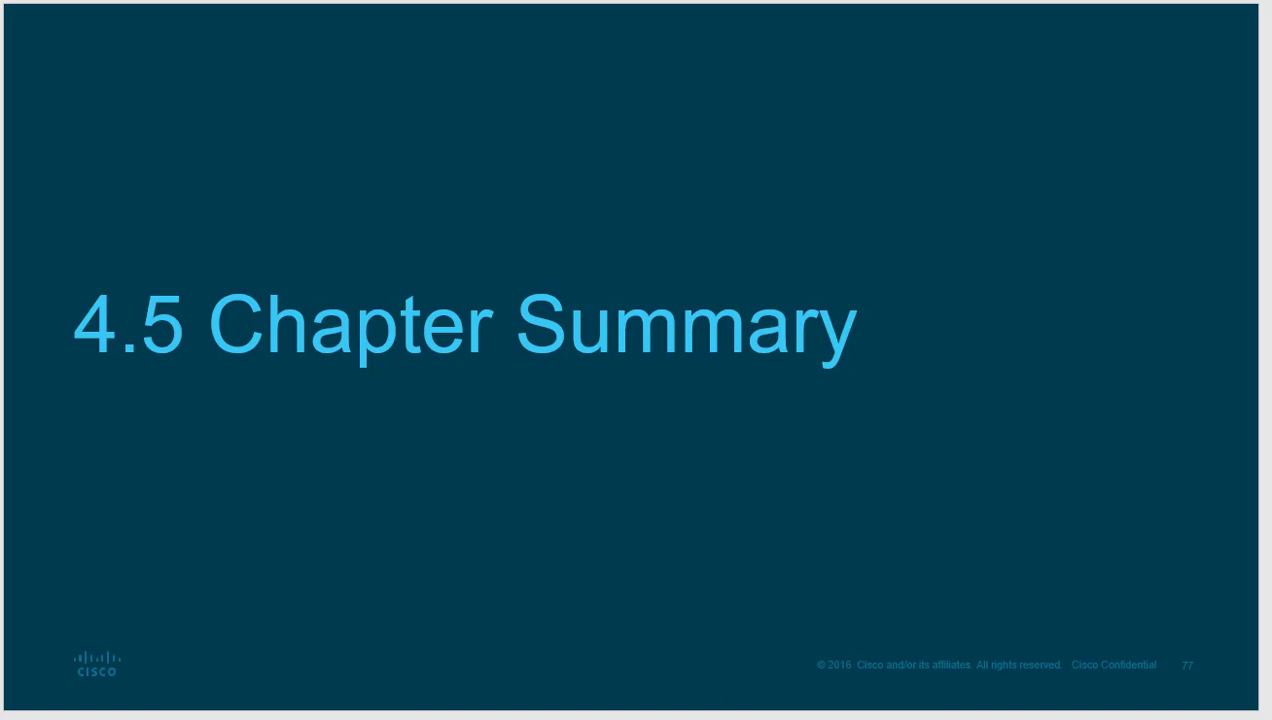 4.5 Chapter Summary
CISCO
© 2016 Cisco and/or its affiliates. All rights reserved. Cisco Confidential 77